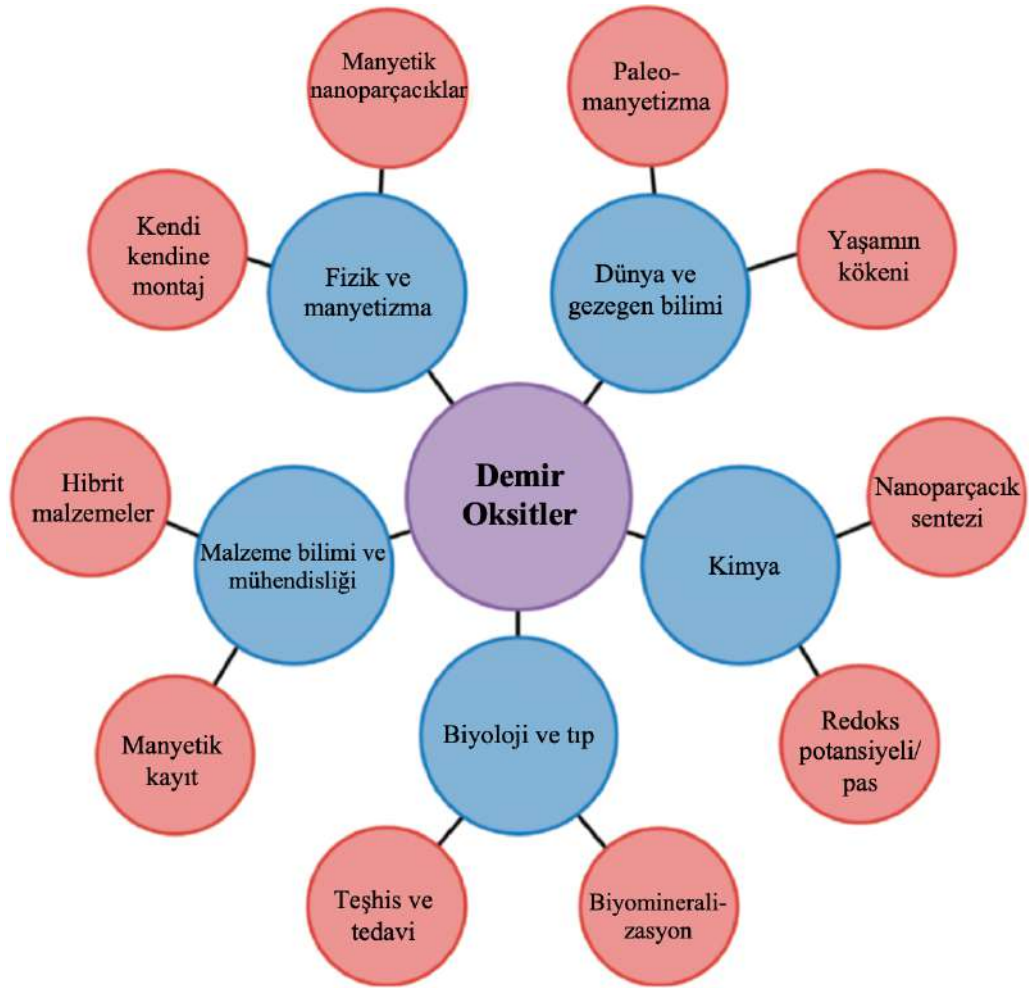 Manyetik
nanoparçacıklar
Paleo-
manyetizma
Kendi
kendine
montaj
Fizik ve
manyetizma
Dünya ve
gezegen bilimi
Yaşamın
kökeni
Hibrit
malzemeler
Demir
Oksitler
Nanoparçacık
sentezi
Malzeme bilimi ve
mühendisliği
Kimya
Manyetik
kayıt
Biyoloji ve tıp
Redoks
potansiyeli/
pas
Teşhis ve
tedavi
Biyominerali-
zasyon